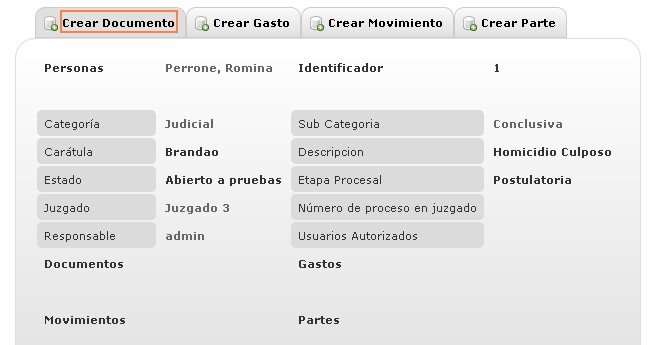 Crear Documento Crear Gasto Crear Movimiento Crear Parte
Personas Perrone, Romina Identificador 1
Categoría Judicial Sub Categoria Conclusiva
Carátula Brandao Descripcion Homicidio Culposo
Estado Abierto a pruebas Etapa Procesal Postulatoria
Juzgado Juzgado 3 Número de proceso en juzgado
Responsable admin Usuarios Autorizados
Documentos Gastos
Movimientos Partes